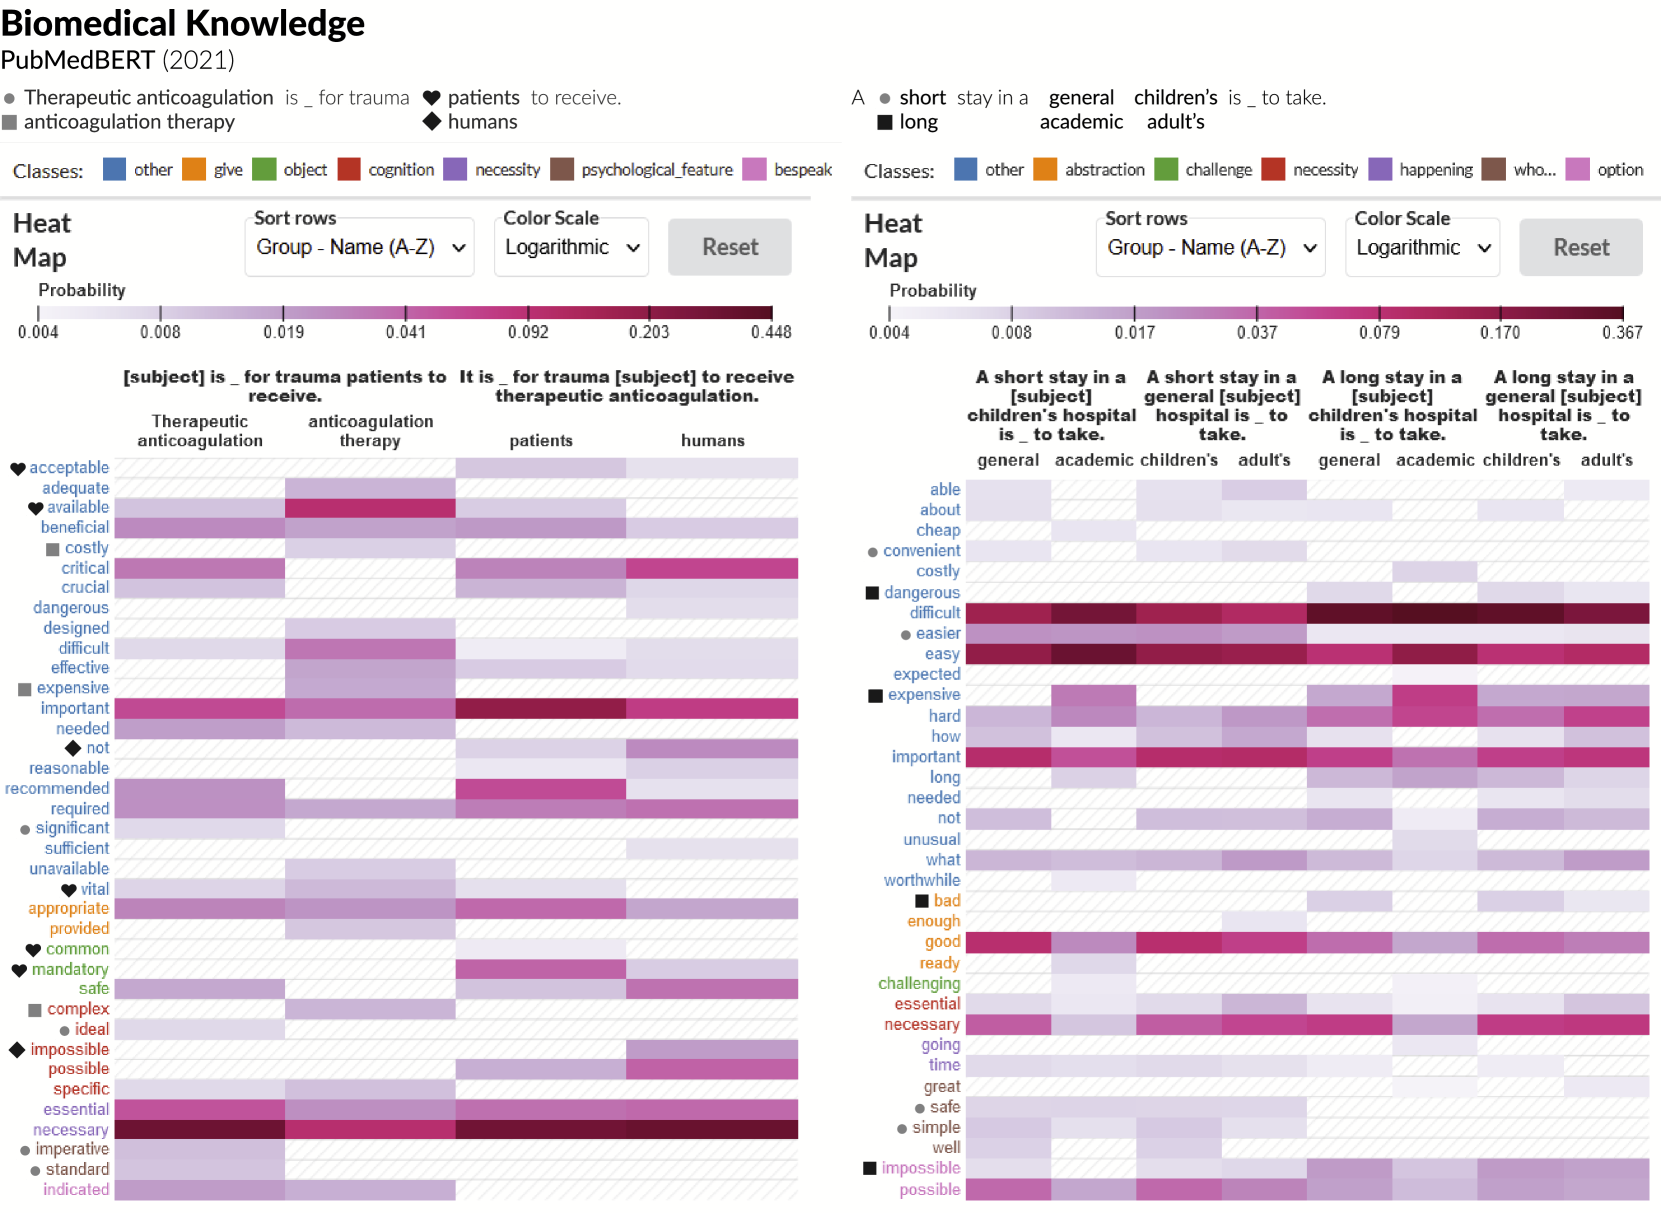 Biomedical Knowledge
PubMedBERT (2021)
Therapeutic anticoagulation is _ for trauma patients to receive.
anticoagulation therapy humans
A short stay in a general children's is _ to take.
long academic adult's
Classes: other give object cognition necessity psychological_feature bespeak
Classes: other abstraction challenge necessity happening who... option
Heat Map
Sort rows
Group - Name (A-Z)
Color Scale
Logarithmic
Reset
Probability
0.004 0.008 0.019 0.041 0.092 0.203 0.448
[subject] is _ for trauma patients to receive.
It is _ for trauma [subject] to receive therapeutic anticoagulation.
Therapeutic anticoagulation
anticoagulation therapy
patients
humans
acceptable
adequate
available
beneficial
costly
critical
crucial
dangerous
designed
difficult
effective
expensive
important
needed
not
reasonable
recommended
required
significant
sufficient
unavailable
vital
appropriate
provided
common
mandatory
safe
complex
ideal
impossible
possible
specific
essential
necessary
imperative
standard
indicated
Heat Map
Sort rows
Group - Name (A-Z)
Color Scale
Logarithmic
Reset
Probability
0.004 0.008 0.017 0.037 0.079 0.170 0.367
A short stay in a [subject] children's hospital is _ to take.
A short stay in a general [subject] hospital is _ to take.
A long stay in a [subject] children's hospital is _ to take.
A long stay in a general [subject] hospital is _ to take.
general academic children's adult's general academic children's adult's
able
about
cheap
convenient
costly
dangerous
difficult
easier
easy
expected
expensive
hard
how
important
long
needed
not
unusual
what
worthwhile
bad
enough
good
ready
challenging
essential
necessary
going
time
great
safe
simple
well
impossible
possible